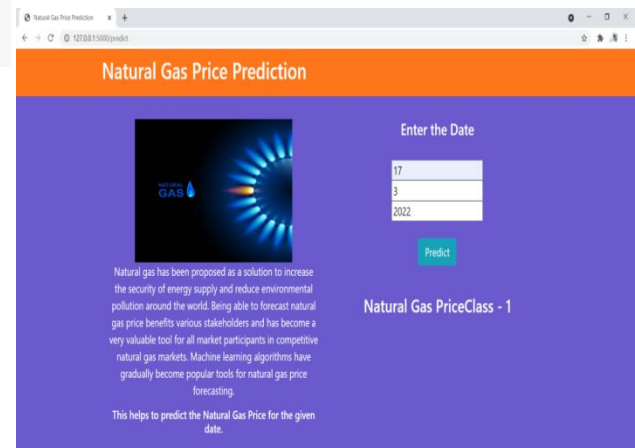 Natural Gas Price Prediction
127.0.0.1:5000/predict
Natural Gas Price Prediction
NATURAL
GAS
Natural gas has been proposed as a solution to increase
the security of energy supply and reduce environmental
pollution around the world. Being able to forecast natural
gas price benefits various stakeholders and has become a
very valuable tool for all market participants in competitive
natural gas markets. Machine learning algorithms have
gradually become popular tools for natural gas price
forecasting.
This helps to predict the Natural Gas Price for the given
date.
Enter the Date
17
3
2022
Predict
Natural Gas PriceClass - 1